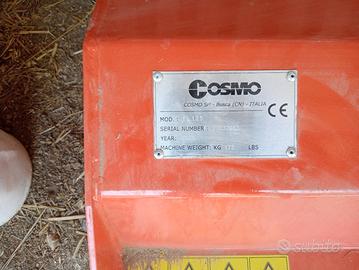 COSMO
COSMO Srl - Busca (CN) - ITALIA
CE
MOD.:
SERIAL NUMBER:
YEAR:
MACHINE WEIGHT: KG LBS
subito